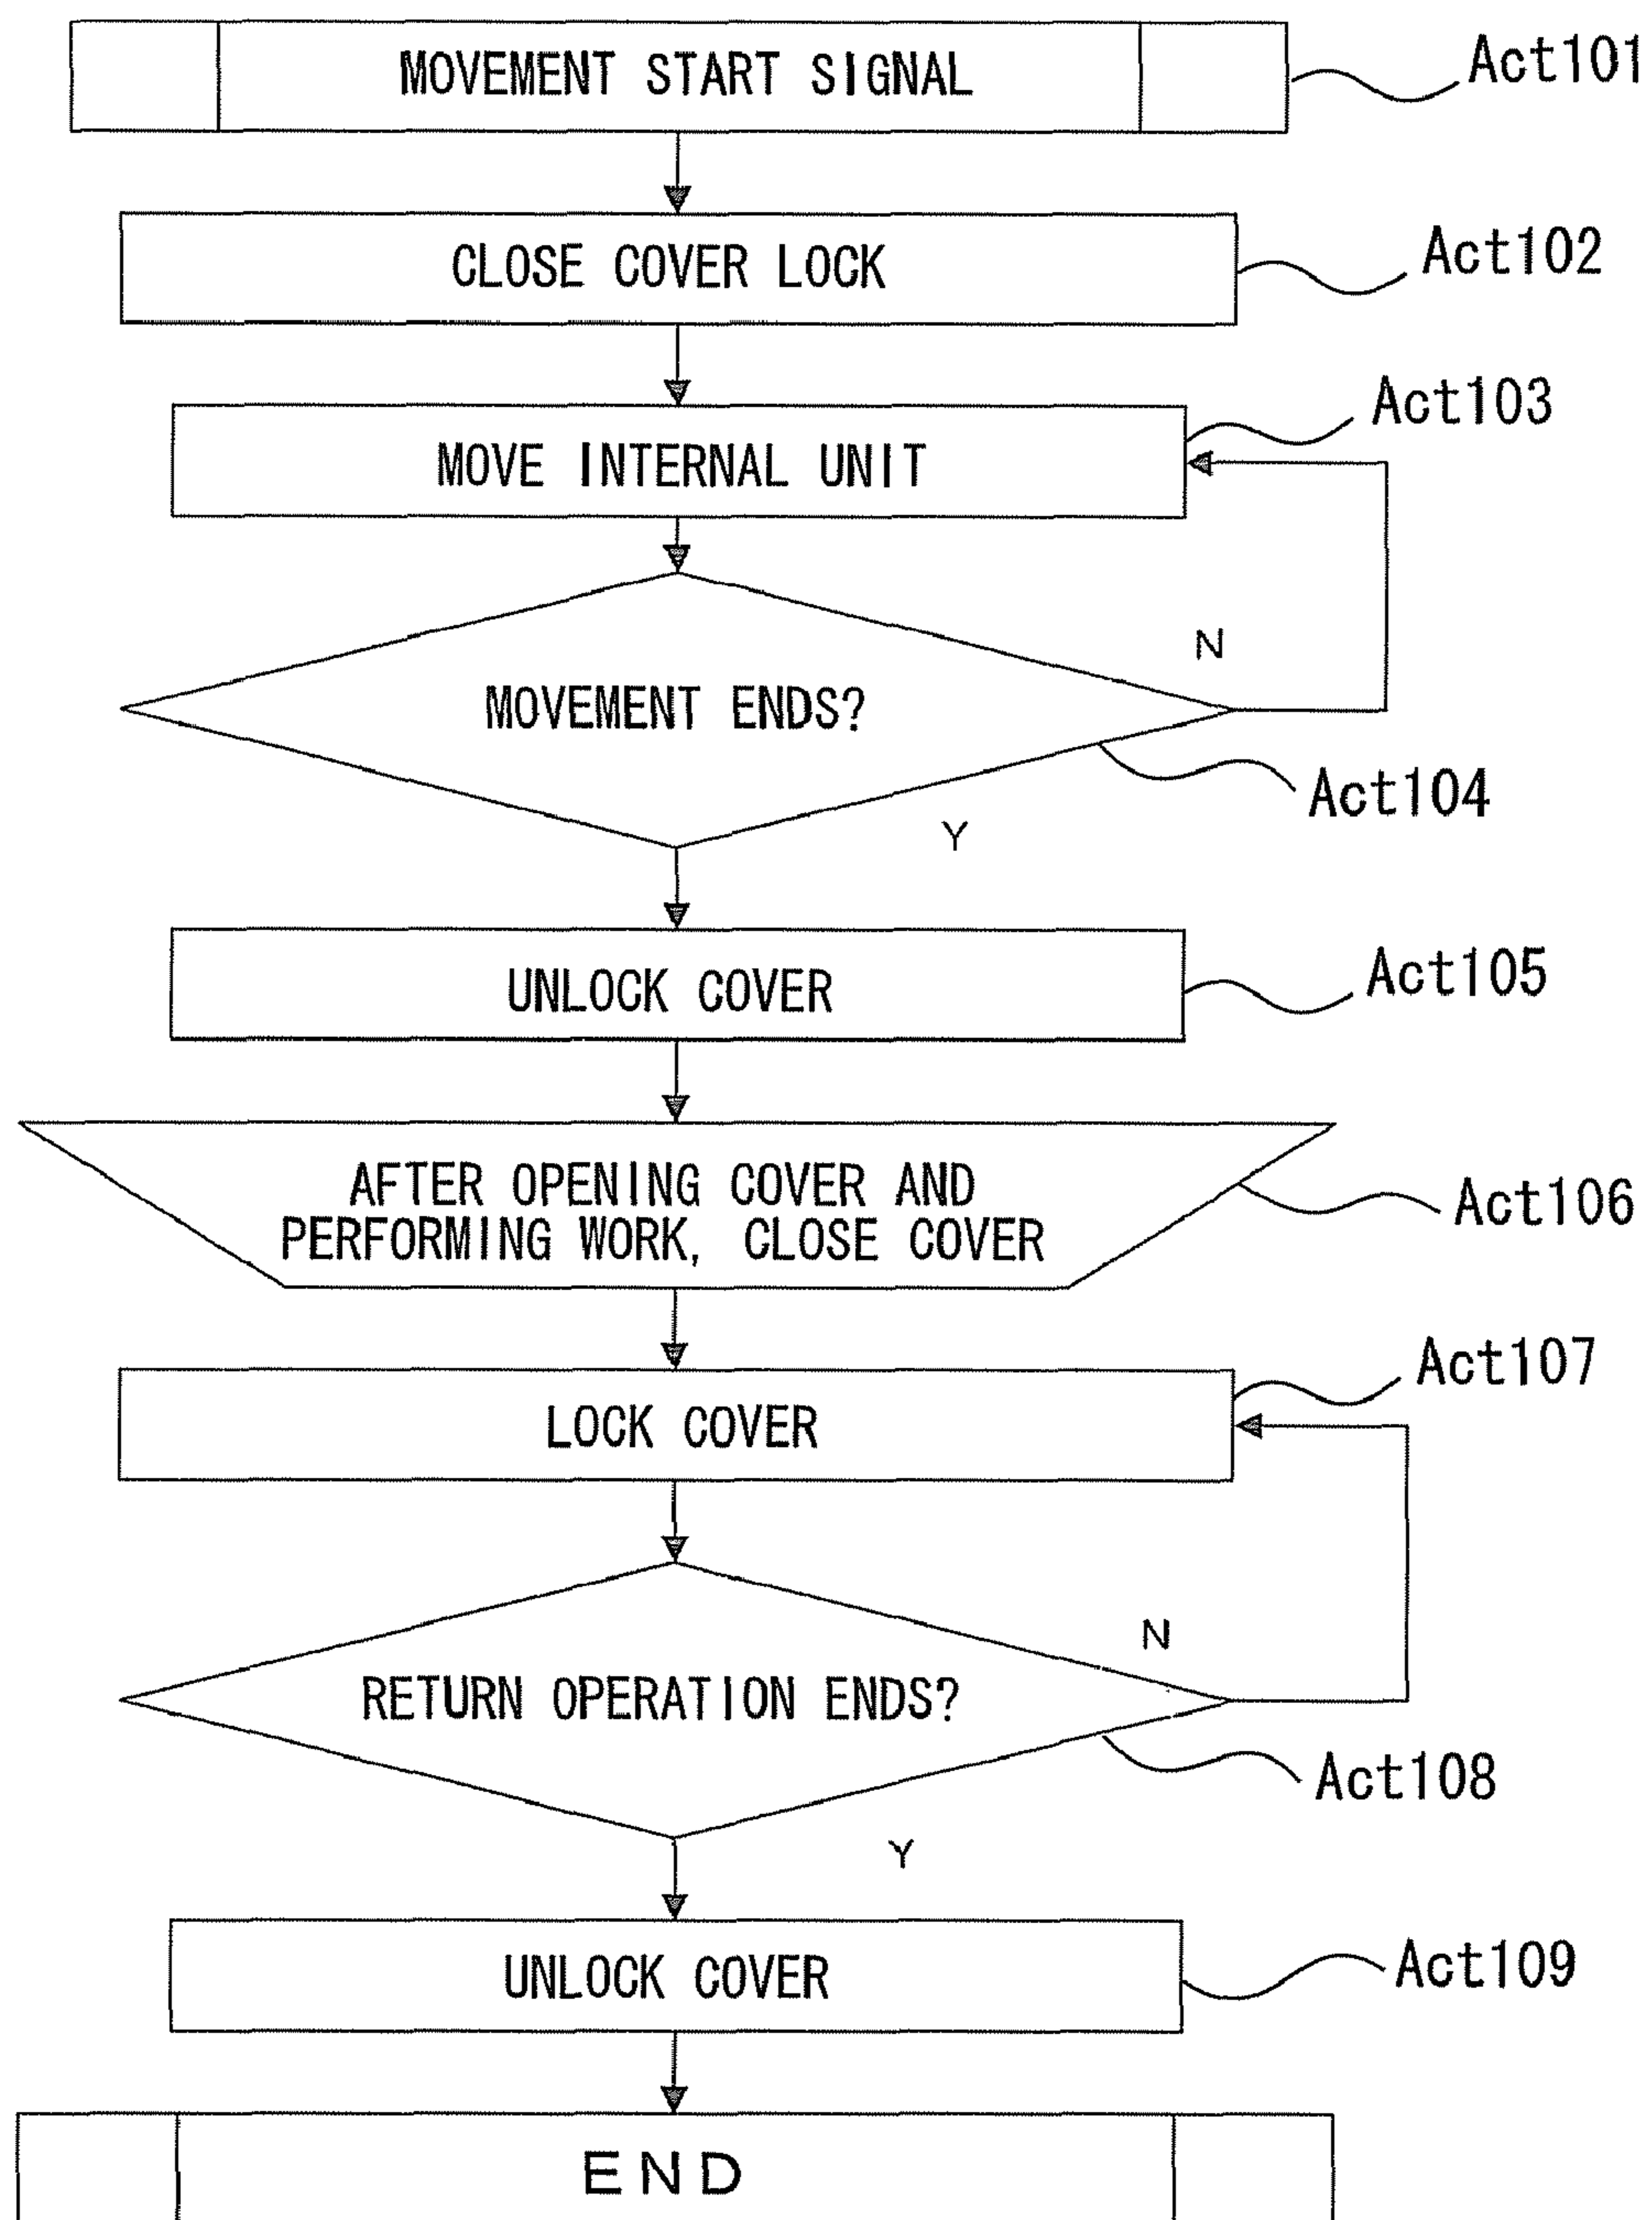 MOVEMENT START SIGNAL
Act101
CLOSE COVER LOCK
Act102
Act103
MOVE INTERNAL UNIT
N
MOVEMENT ENDS?
Act104
Y
UNLOCK COVER
Act105
AFTER OPENING COVER AND
PERFORMING WORK, CLOSE COVER
Act106
Act107
LOCK COVER
N
RETURN OPERATION ENDS?
Act108
Y
UNLOCK COVER
Act109
END